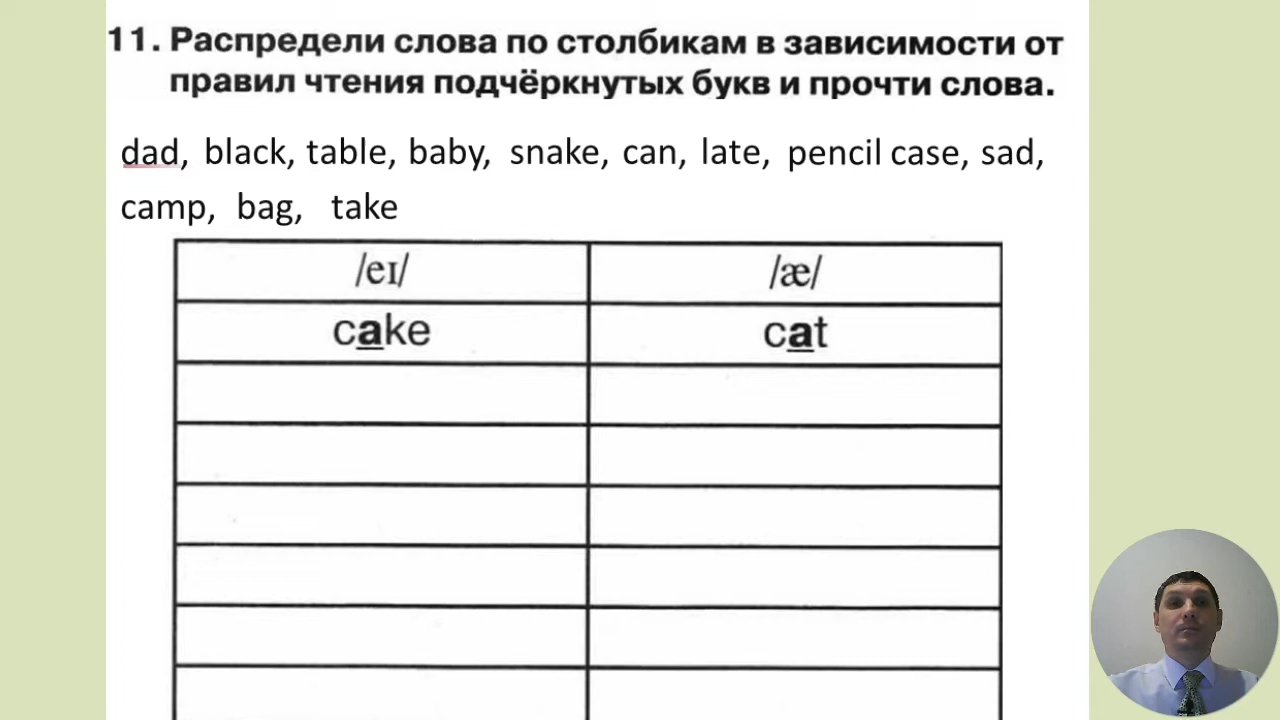 11. Распредели слова по столбикам в зависимости от
правил чтения подчёркнутых букв и прочти слова.
dad, black, table, baby, snake, can, late, pencil case, sad,
camp, bag, take
/eɪ/ /æ/
cake cat